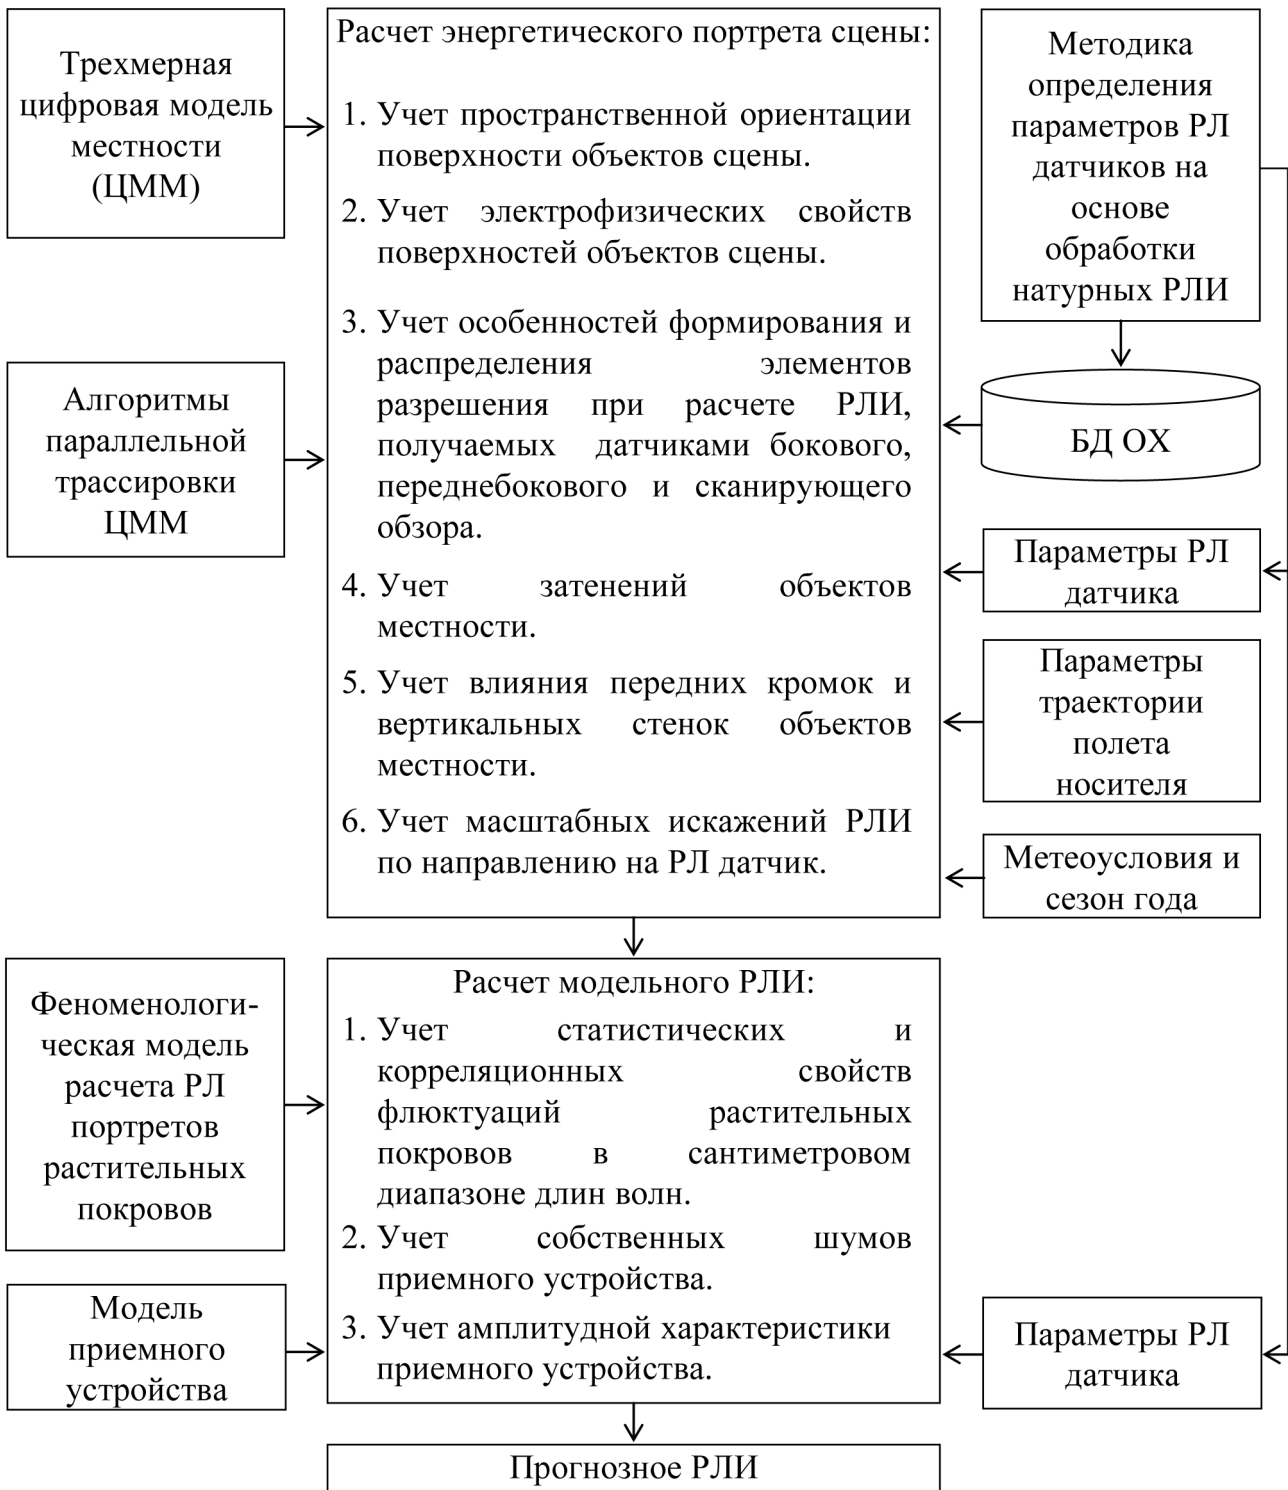 Трехмерная
цифровая модель
местности
(ЦММ)
Алгоритмы
параллельной
трассировки
ЦММ
Расчет энергетического портрета сцены:
1. Учет пространственной ориентации
поверхности объектов сцены.
2. Учет электрофизических свойств
поверхностей объектов сцены.
3. Учет особенностей формирования и
распределения элементов
разрешения при расчете РЛИ,
получаемых датчиками бокового,
переднебокового и сканирующего
обзора.
4. Учет затенений объектов
местности.
5. Учет влияния передних кромок и
вертикальных стенок объектов
местности.
6. Учет масштабных искажений РЛИ
по направлению на РЛ датчик.
Методика
определения
параметров РЛ
датчиков на
основе
обработки
натурных РЛИ
БД ОХ
Параметры РЛ
датчика
Параметры
траектории
полета
носителя
Метеоусловия и
сезон года
Феноменологи-
ческая модель
расчета РЛ
портретов
растительных
покровов
Модель
приемного
устройства
Расчет модельного РЛИ:
1. Учет статистических и
корреляционных свойств
флюктуаций растительных
покровов в сантиметровом
диапазоне длин волн.
2. Учет собственных шумов
приемного устройства.
3. Учет амплитудной характеристики
приемного устройства.
Параметры РЛ
датчика
Прогнозное РЛИ